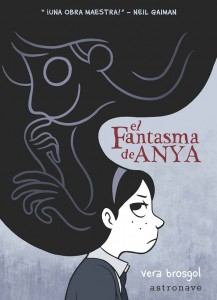 " ¡UNA OBRA MAESTRA!" – NEIL GAIMAN
el
Fantasma
de ANYA
vera brosgol
astronave